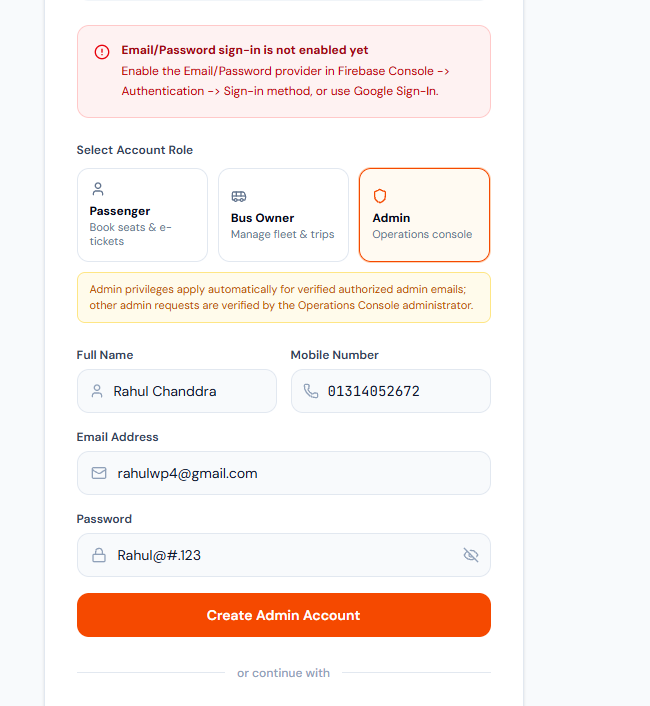 Email/Password sign-in is not enabled yet
Enable the Email/Password provider in Firebase Console ->
Authentication -> Sign-in method, or use Google Sign-In.
Select Account Role
Passenger
Book seats & e-
tickets
Bus Owner
Manage fleet & trips
Admin
Operations console
Admin privileges apply automatically for verified authorized admin emails;
other admin requests are verified by the Operations Console administrator.
Full Name
Mobile Number
Rahul Chanddra
01314052672
Email Address
rahulwp4@gmail.com
Password
Rahul@#.123
Create Admin Account
or continue with